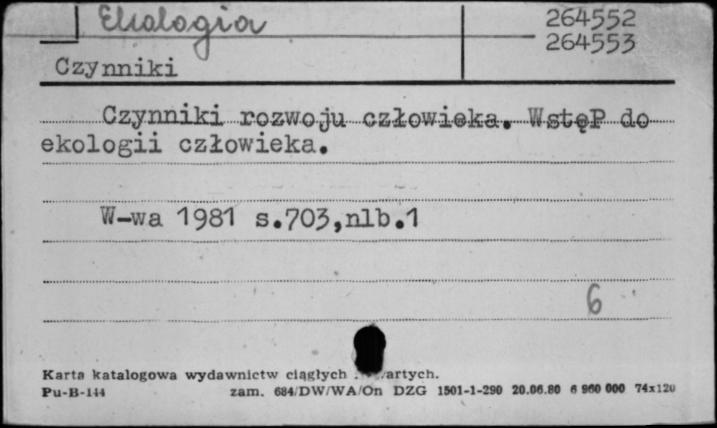 Ekologia
264552
264553
Czynniki
Czynniki rozwoju człowieka. Wstęp do
ekologii człowieka.
W-wa 1981 s.703,nlb.1
6
Karta katalogowa wydawnictw ciągłych artych.
Pu-B-144 zam. 684/DW/WA/On DZG 1501-1-290 20.06.80 6 960 000 74x120